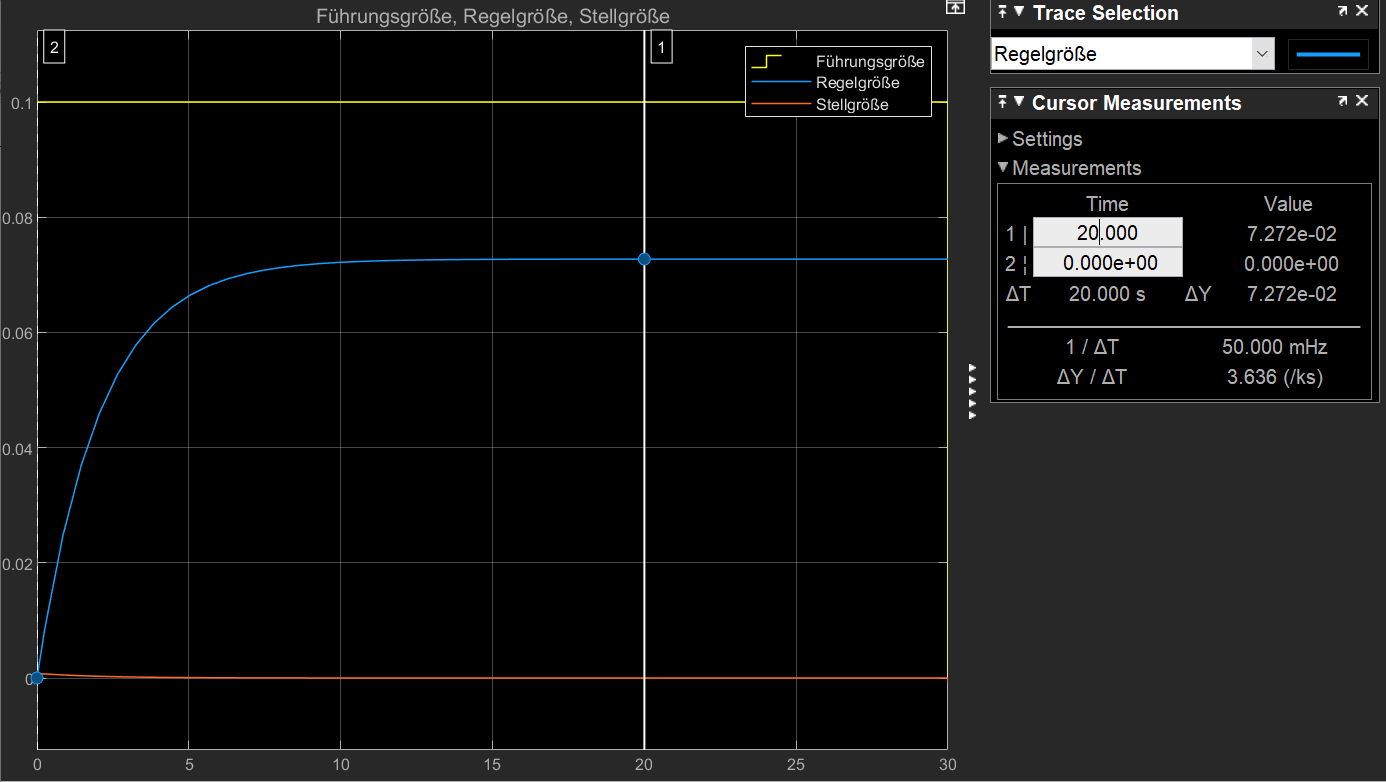 Führungsgröße, Regelgröße, Stellgröße
2
1
Führungsgröße
Regelgröße
Stellgröße
0.1
0.08
0.06
0.04
0.02
0
0 5 10 15 20 25 30
Trace Selection
Regelgröße
Cursor Measurements
Settings
Measurements
Time Value
1 | 20.000 7.272e-02
2 ¦ 0.000e+00 0.000e+00
ΔT 20.000 s ΔY 7.272e-02
1 / ΔT 50.000 mHz
ΔY / ΔT 3.636 (/ks)